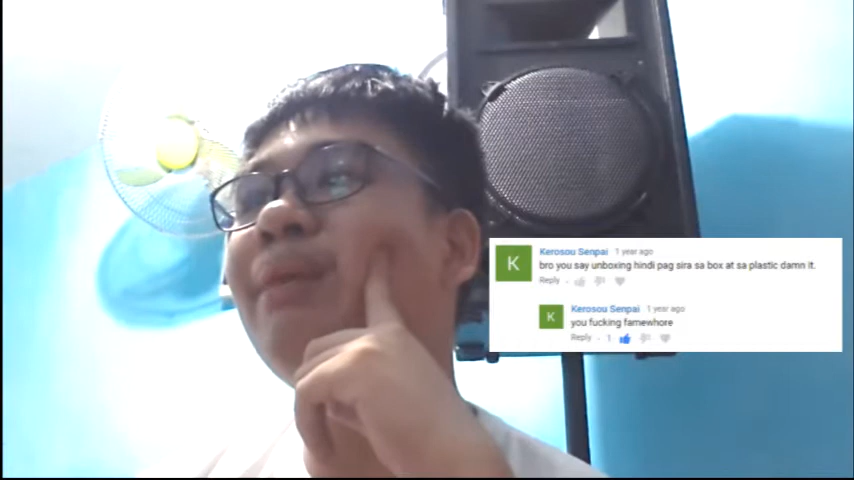 K
Kerosou Senpai 1 year ago
bro you say unboxing hindi pag sira sa box at sa plastic damn it.
Reply
K
Kerosou Senpai 1 year ago
you fucking famewhore
Reply 1